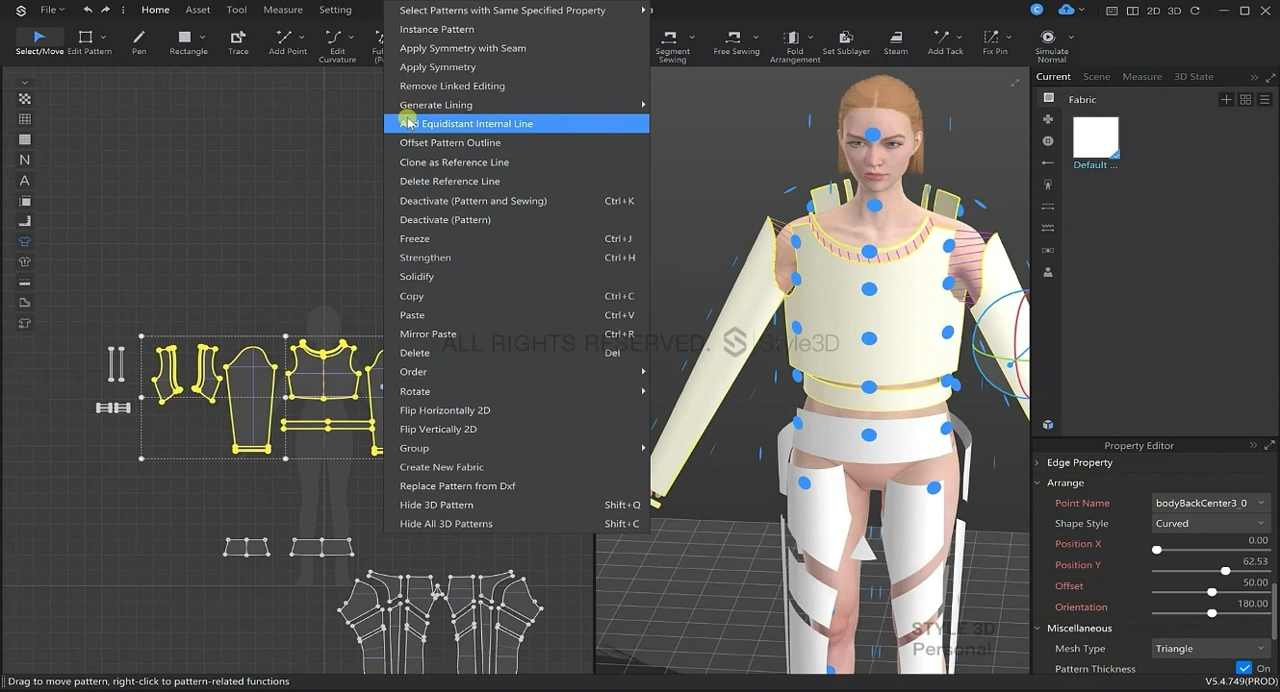 File
Home
Asset
Tool
Measure
Setting
2D
3D
Select/Move
Edit Pattern
Pen
Rectangle
Trace
Add Point
Edit
Curvature
Segment
Sewing
Free Sewing
Fold
Arrangement
Set Sublayer
Steam
Add Tack
Fix Pin
Simulate
Normal
Select Patterns with Same Specified Property
Instance Pattern
Apply Symmetry with Seam
Apply Symmetry
Remove Linked Editing
Generate Lining
Equidistant Internal Line
Offset Pattern Outline
Clone as Reference Line
Delete Reference Line
Deactivate (Pattern and Sewing) Ctrl+K
Deactivate (Pattern)
Freeze Ctrl+J
Strengthen Ctrl+H
Solidify
Copy Ctrl+C
Paste Ctrl+V
Mirror Paste Ctrl+R
Delete Del
Order
Rotate
Flip Horizontally 2D
Flip Vertically 2D
Group
Create New Fabric
Replace Pattern from Dxf
Hide 3D Pattern Shift+Q
Hide All 3D Patterns Shift+C
ALL RIGHTS RESERVED. Style3D
STYLE 3D
Personal
Current
Scene
Measure
3D State
Fabric
Default ...
Property Editor
Edge Property
Arrange
Point Name bodyBackCenter3_0
Shape Style Curved
Position X 0.00
Position Y 62.53
Offset 50.00
Orientation 180.00
Miscellaneous
Mesh Type Triangle
Pattern Thickness On
Drag to move pattern, right-click to pattern-related functions
V5.4.749(PROD)